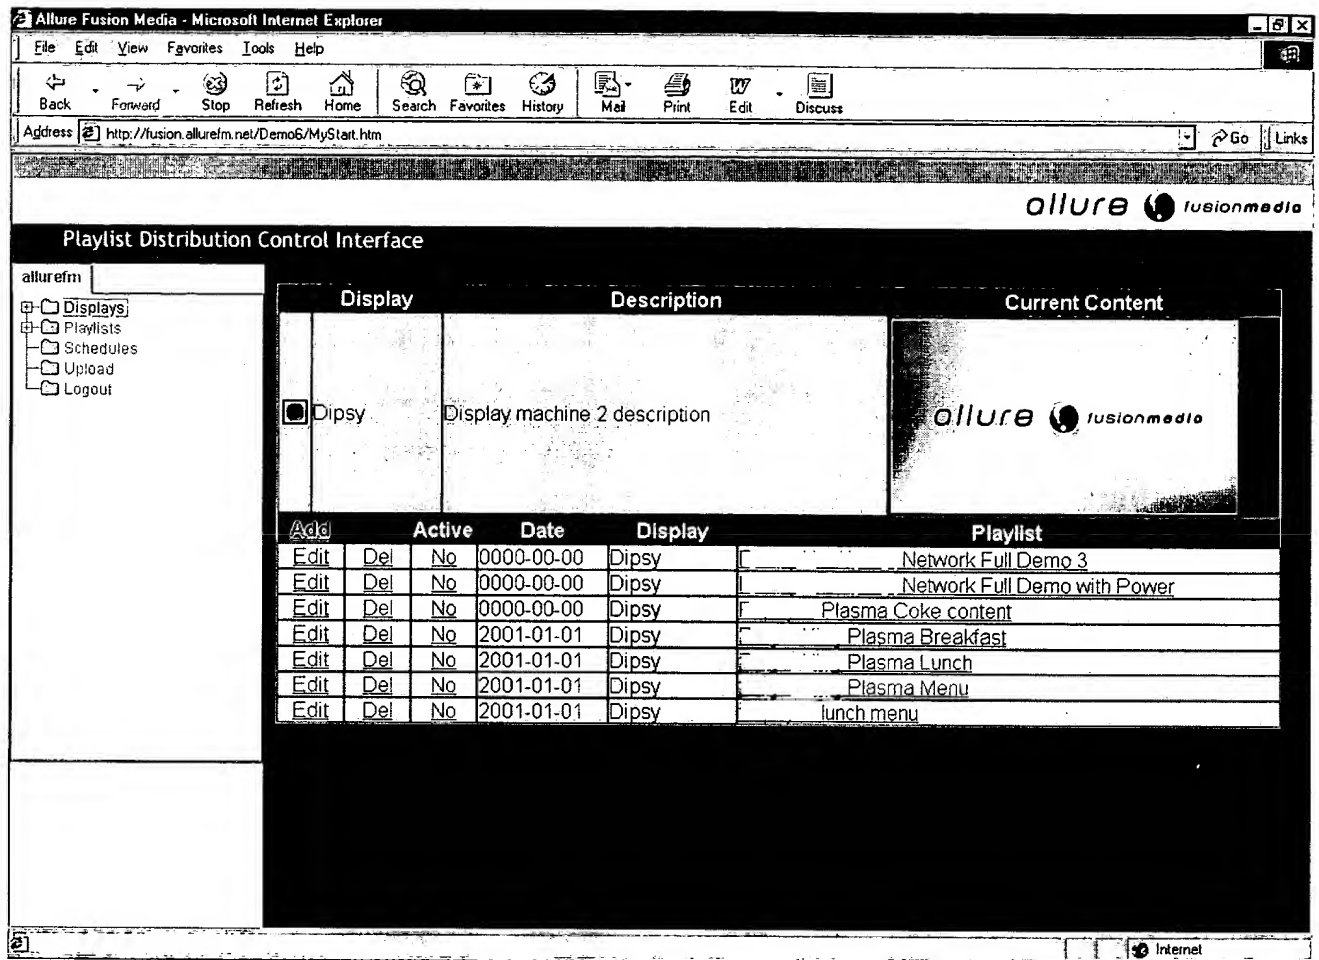 Allure Fusion Media - Microsoft Internet Explorer
File Edit View Favorites Tools Help
Back Forward Stop Refresh Home Search Favorites History Mail Print Edit Discuss
Address http://fusion.allurefm.net/Demo6/MyStart.htm Go Links
allure fusionmedia
Playlist Distribution Control Interface
allurefm
Displays
Playlists
Schedules
Upload
Logout
Display Description Current Content
Dipsy Display machine 2 description allure fusionmedia
Add Active Date Display Playlist
Edit Del No 0000-00-00 Dipsy Network Full Demo 3
Edit Del No 0000-00-00 Dipsy Network Full Demo with Power
Edit Del No 0000-00-00 Dipsy Plasma Coke content
Edit Del No 2001-01-01 Dipsy Plasma Breakfast
Edit Del No 2001-01-01 Dipsy Plasma Lunch
Edit Del No 2001-01-01 Dipsy Plasma Menu
Edit Del No 2001-01-01 Dipsy lunch menu
Internet